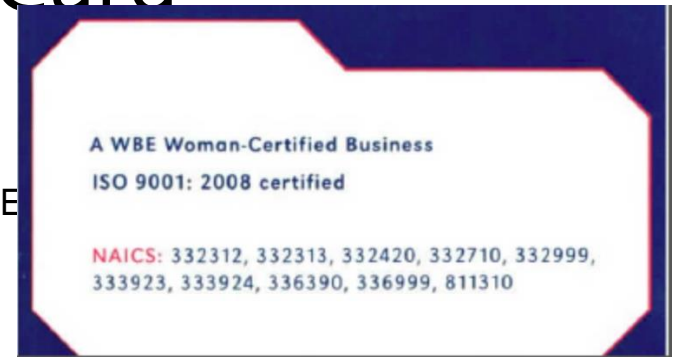 Card
E
A WBE Woman-Certified Business
ISO 9001: 2008 certified
NAICS: 332312, 332313, 332420, 332710, 332999,
333923, 333924, 336390, 336999, 811310